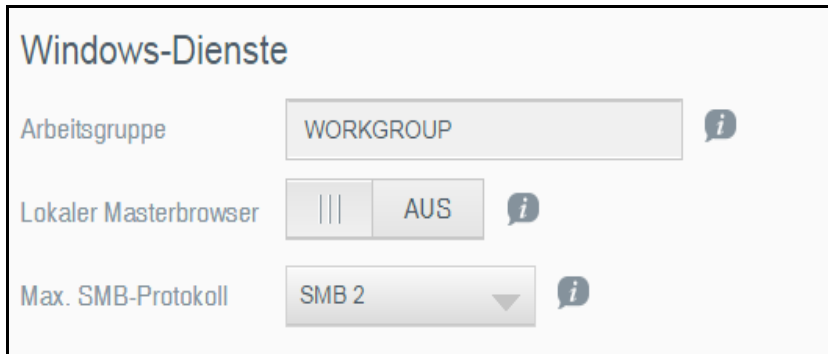 Windows-Dienste
Arbeitsgruppe WORKGROUP i
Lokaler Masterbrowser AUS i
Max. SMB-Protokoll SMB 2 i